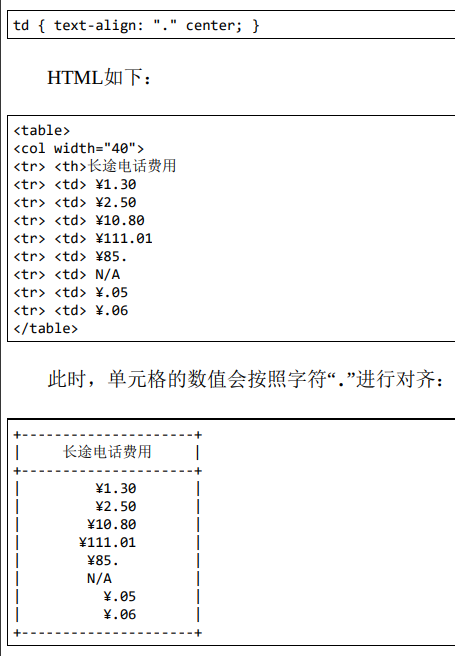 td { text-align: "." center; }
HTML如下：
<table>
<col width="40">
<tr> <th>长途电话费用
<tr> <td> ¥1.30
<tr> <td> ¥2.50
<tr> <td> ¥10.80
<tr> <td> ¥111.01
<tr> <td> ¥85.
<tr> <td> N/A
<tr> <td> ¥.05
<tr> <td> ¥.06
</table>
此时，单元格的数值会按照字符“.”进行对齐：
+---------------------+
|     长途电话费用     |
+---------------------+
|         ¥1.30       |
|         ¥2.50       |
|        ¥10.80       |
|       ¥111.01       |
|        ¥85.         |
|        N/A          |
|          ¥.05       |
|          ¥.06       |
+---------------------+